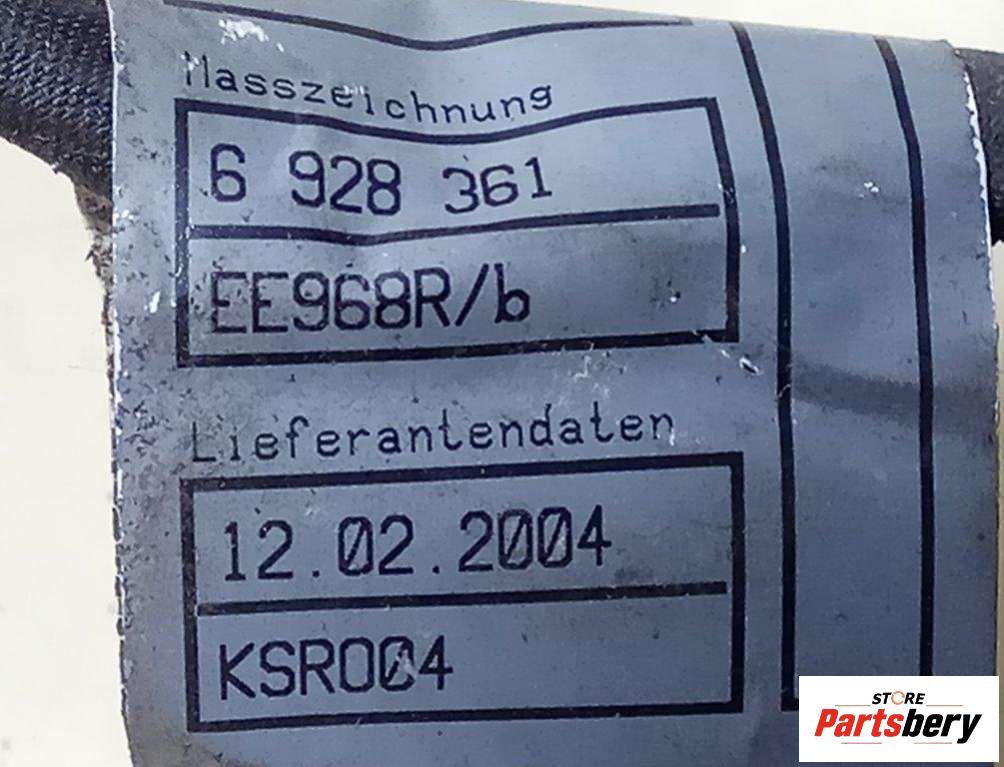 Masszeichnung
6 928 361
EE968R/b
Lieferantendaten
12.02.2004
KSR004
STORE
Partsbery